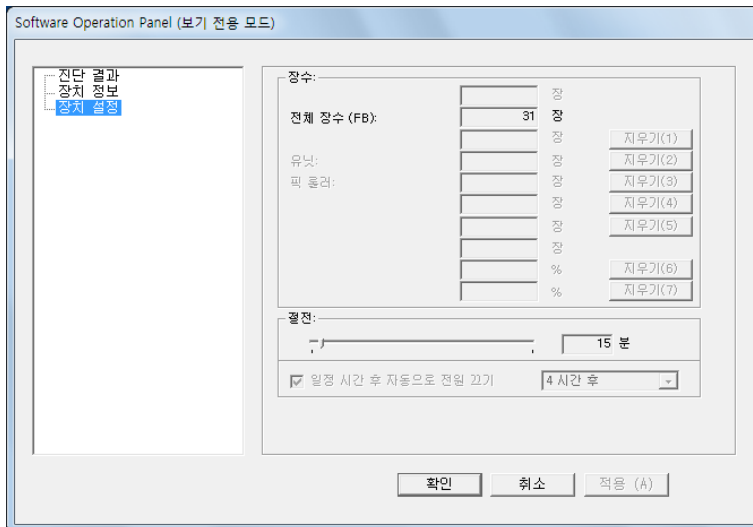 Software Operation Panel (보기 전용 모드)
진단 결과
장치 정보
장치 설정
장수:
장
전체 장수 (FB): 31 장
장 지우기(1)
유닛: 장 지우기(2)
픽 롤러: 장 지우기(3)
장 지우기(4)
장 지우기(5)
장
% 지우기(6)
% 지우기(7)
절전:
15 분
일정 시간 후 자동으로 전원 끄기 4 시간 후
확인 취소 적용 (A)